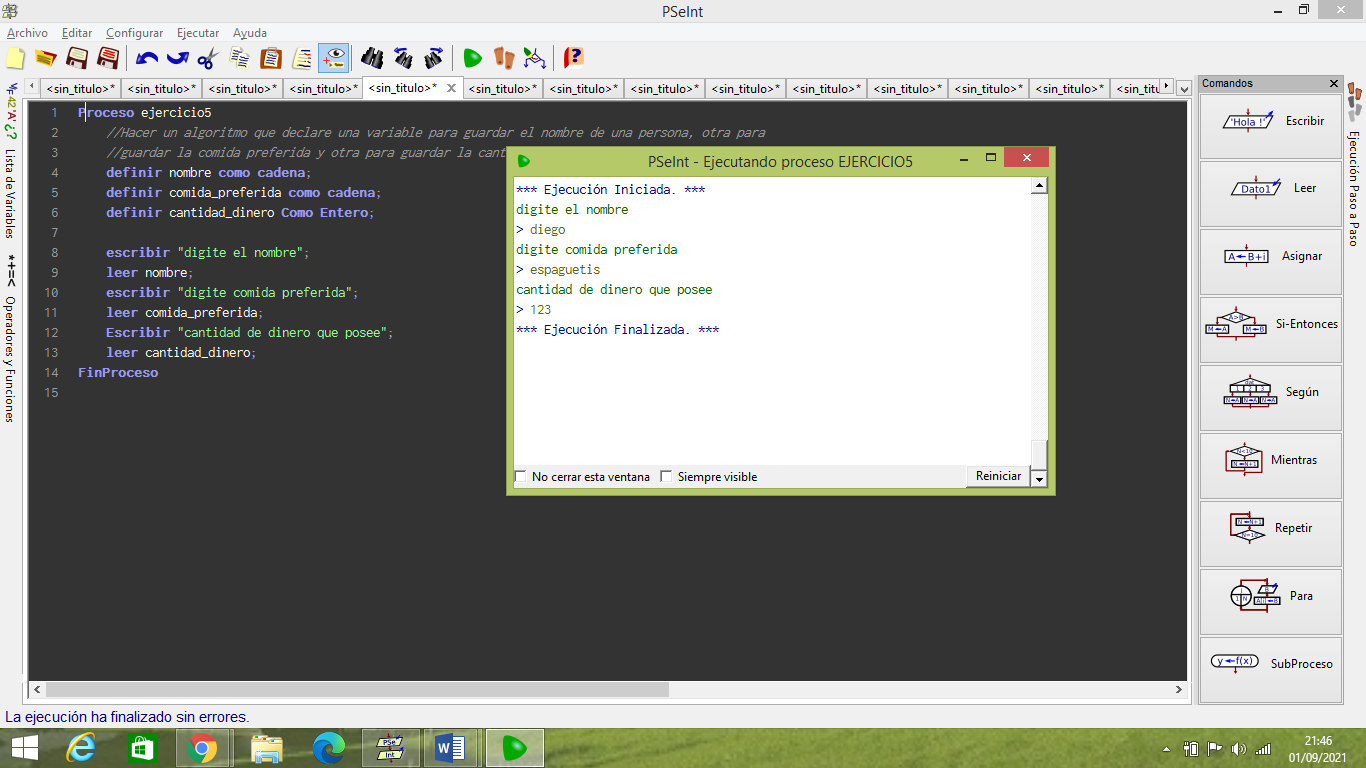 PSeInt
Archivo Editar Configurar Ejecutar Ayuda
<sin_titulo>* <sin_titulo>* <sin_titulo>* <sin_titulo>* <sin_titulo>* <sin_titulo>* <sin_titulo>* <sin_titulo>* <sin_titulo>* <sin_titulo>* <sin_titulo>* <sin_titulo>* <sin_titulo>*
Lista de Variables
*+=< Operadores y Funciones
1 Proceso ejercicio5
2 //Hacer un algoritmo que declare una variable para guardar el nombre de una persona, otra para
3 //guardar la comida preferida y otra para guardar la cant
4 definir nombre como cadena;
5 definir comida_preferida como cadena;
6 definir cantidad_dinero Como Entero;
7
8 escribir "digite el nombre";
9 leer nombre;
10 escribir "digite comida preferida";
11 leer comida_preferida;
12 Escribir "cantidad de dinero que posee";
13 leer cantidad_dinero;
14 FinProceso
15
PSeInt - Ejecutando proceso EJERCICIO5
*** Ejecución Iniciada. ***
digite el nombre
> diego
digite comida preferida
> espaguetis
cantidad de dinero que posee
> 123
*** Ejecución Finalizada. ***
No cerrar esta ventana Siempre visible Reiniciar
Comandos
'Hola !' Escribir
Dato1 Leer
A←B+i Asignar
A>B M←A M←B Si-Entonces
Según
Mientras
Repetir
Para
y←f(x) SubProceso
Ejecución Paso a Paso
La ejecución ha finalizado sin errores.
PSe
Int
21:46
01/09/2021